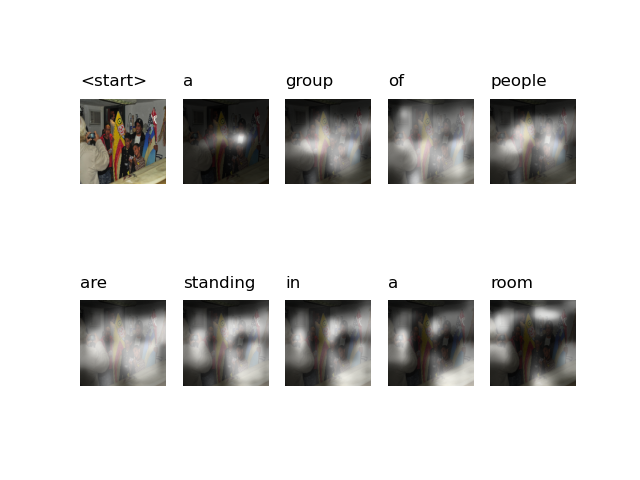 <start> a group of people
are standing in a room